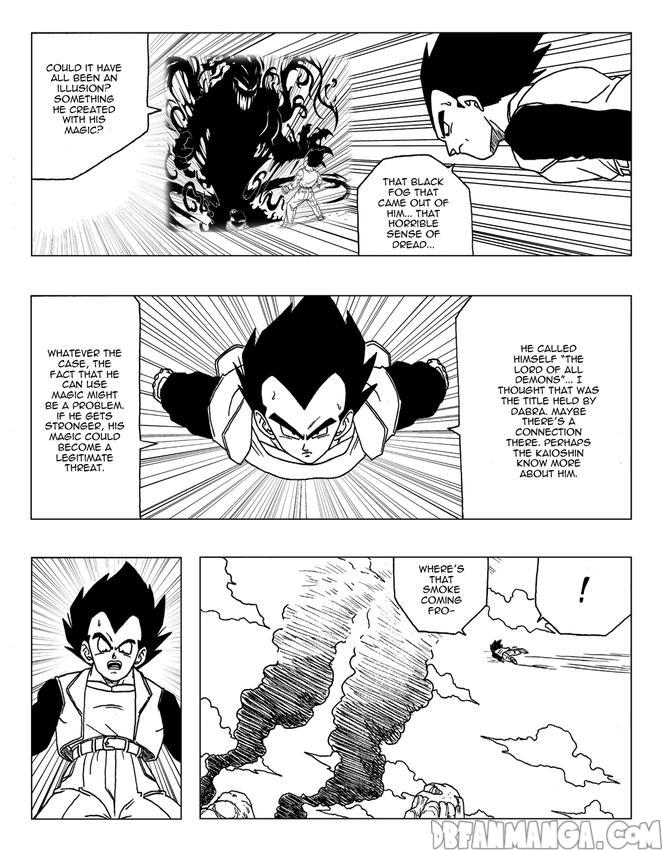 THAT BLACK
FOG THAT
CAME OUT OF
HIM... THAT
HORRIBLE
SENSE OF
DREAD...
COULD IT HAVE
ALL BEEN AN
ILLUSION?
SOMETHING
HE CREATED
WITH HIS
MAGIC?
HE CALLED
HIMSELF "THE
LORD OF ALL
DEMONS"... I
THOUGHT THAT WAS
THE TITLE HELD BY
DABRA. MAYBE
THERE'S A
CONNECTION
THERE. PERHAPS
THE KAIOSHIN
KNOW MORE
ABOUT HIM.
WHATEVER THE
CASE, THE
FACT THAT HE
CAN USE
MAGIC MIGHT
BE A PROBLEM.
IF HE GETS
STRONGER, HIS
MAGIC COULD
BECOME A
LEGITIMATE
THREAT.
!
WHERE'S
THAT
SMOKE
COMING
FRO-
DBFANMANGA.COM